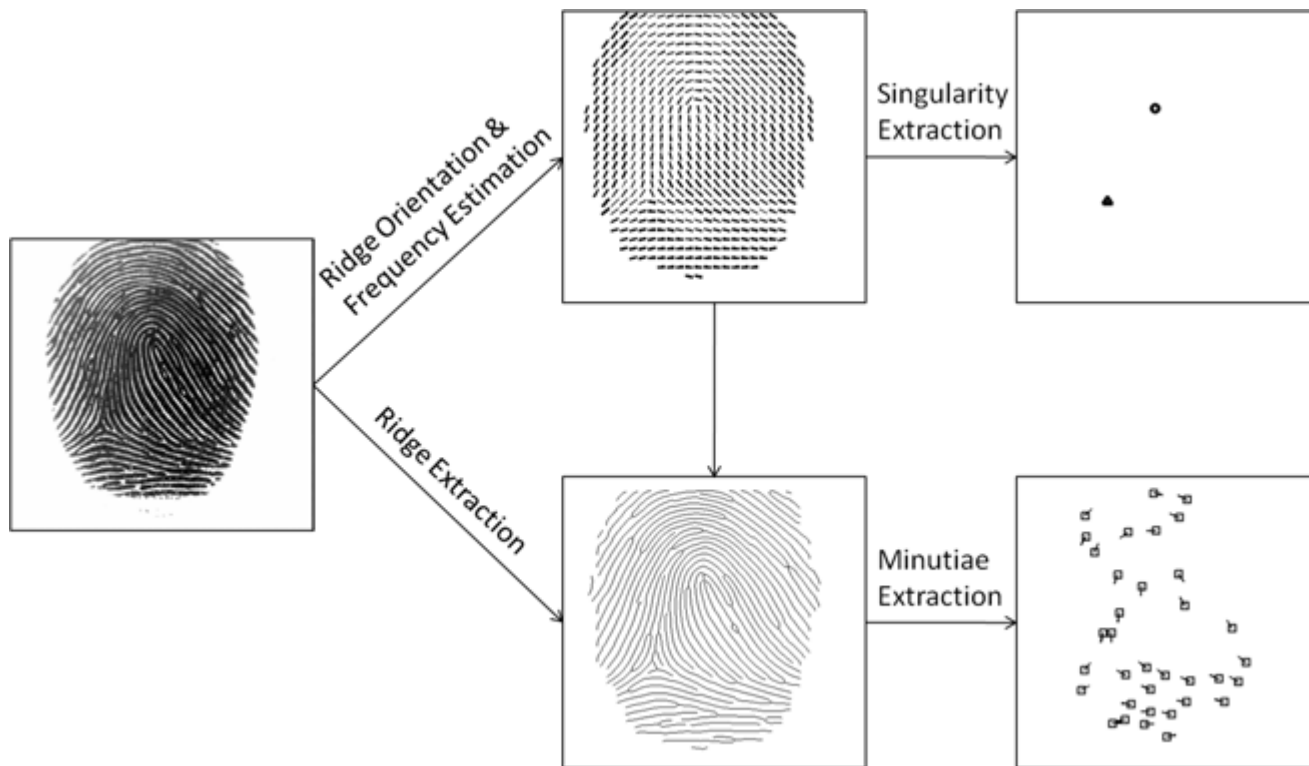 Ridge Orientation &
Frequency Estimation
Singularity
Extraction
Ridge Extraction
Minutiae
Extraction